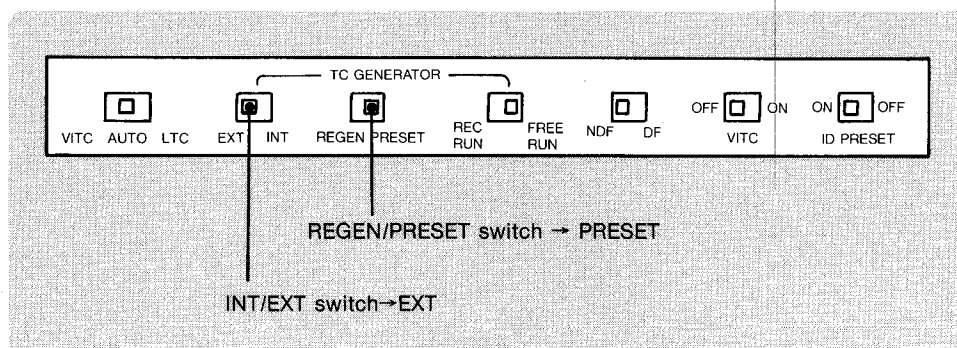 TC GENERATOR
VITC AUTO LTC
EXT INT
REGEN PRESET
REC RUN
FREE RUN
NDF DF
OFF ON
VITC
ON OFF
ID PRESET
REGEN/PRESET switch → PRESET
INT/EXT switch→EXT